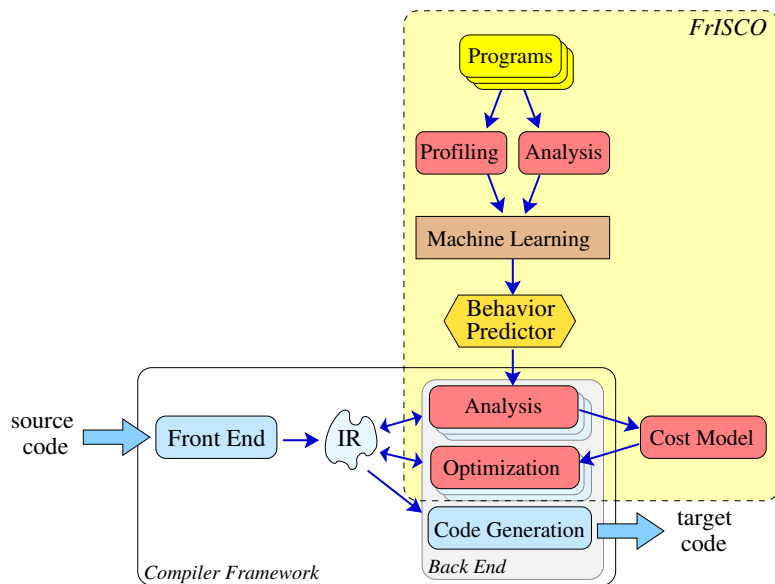 FrISCO
Programs
Profiling
Analysis
Machine Learning
Behavior
Predictor
source
code
Front End
IR
Analysis
Optimization
Cost Model
Code Generation
target
code
Compiler Framework
Back End